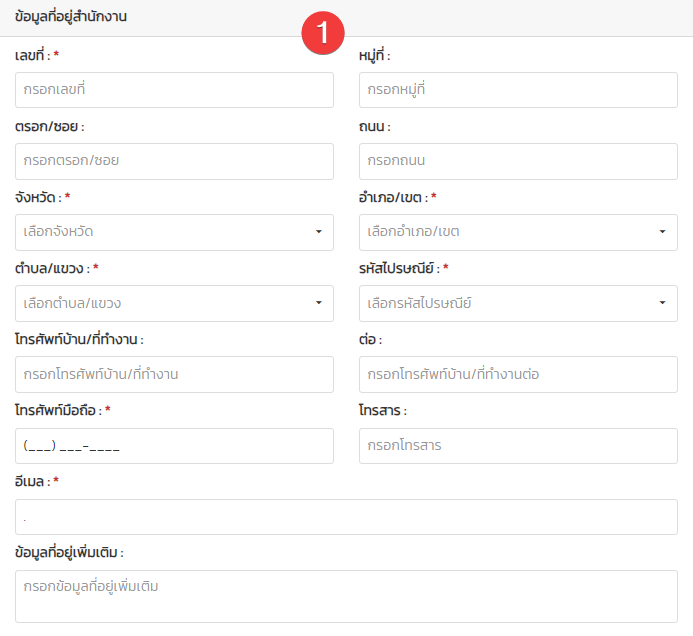 ข้อมูลที่อยู่สำนักงาน
1
เลขที่ : * หมู่ที่ :
กรอกเลขที่ กรอกหมู่ที่
ตรอก/ซอย : ถนน :
กรอกตรอก/ซอย กรอกถนน
จังหวัด : * อำเภอ/เขต : *
เลือกจังหวัด เลือกอำเภอ/เขต
ตำบล/แขวง : * รหัสไปรษณีย์ : *
เลือกตำบล/แขวง เลือกรหัสไปรษณีย์
โทรศัพท์บ้าน/ที่ทำงาน : ต่อ :
กรอกโทรศัพท์บ้าน/ที่ทำงาน กรอกโทรศัพท์บ้าน/ที่ทำงานต่อ
โทรศัพท์มือถือ : * โทรสาร :
(___) ___-____ กรอกโทรสาร
อีเมล : *
.
ข้อมูลที่อยู่เพิ่มเติม :
กรอกข้อมูลที่อยู่เพิ่มเติม